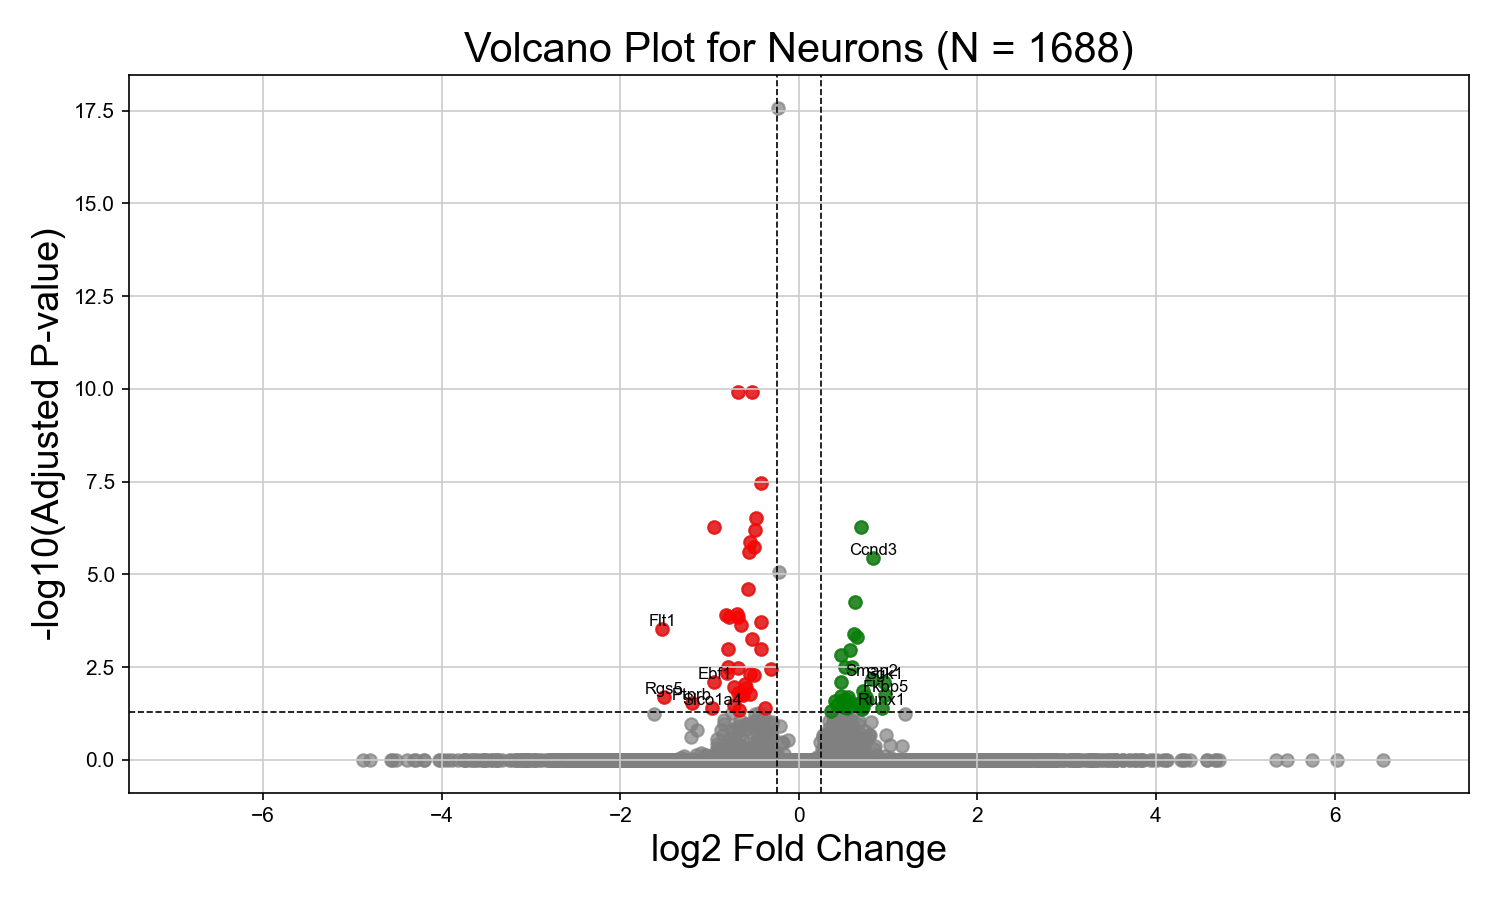 Volcano Plot for Neurons (N = 1688)
-log10(Adjusted P-value)
17.5
15.0
12.5
10.0
7.5
5.0
2.5
0.0
Ccnd3
Flt1
Ebf1
Smap2
Rgs5
Ptprb
Slco1a4
Fkbp5
Runx1
−6
−4
−2
0
2
4
6
log2 Fold Change